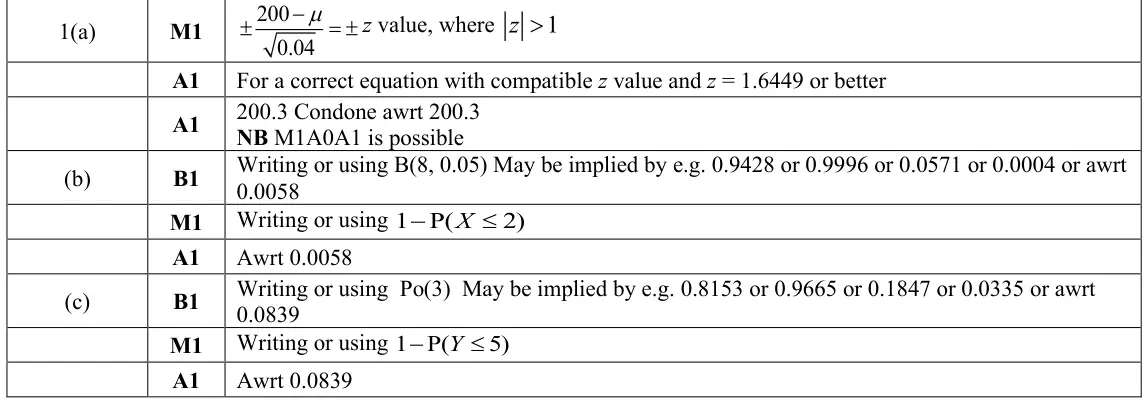 1(a) M1 ± (200 − μ)/√0.04 = ± z value, where |z| > 1
A1 For a correct equation with compatible z value and z = 1.6449 or better
A1 200.3 Condone awrt 200.3
NB M1A0A1 is possible
(b) B1 Writing or using B(8, 0.05) May be implied by e.g. 0.9428 or 0.9996 or 0.0571 or 0.0004 or awrt
0.0058
M1 Writing or using 1 − P(X ≤ 2)
A1 Awrt 0.0058
(c) B1 Writing or using Po(3) May be implied by e.g. 0.8153 or 0.9665 or 0.1847 or 0.0335 or awrt
0.0839
M1 Writing or using 1 − P(Y ≤ 5)
A1 Awrt 0.0839